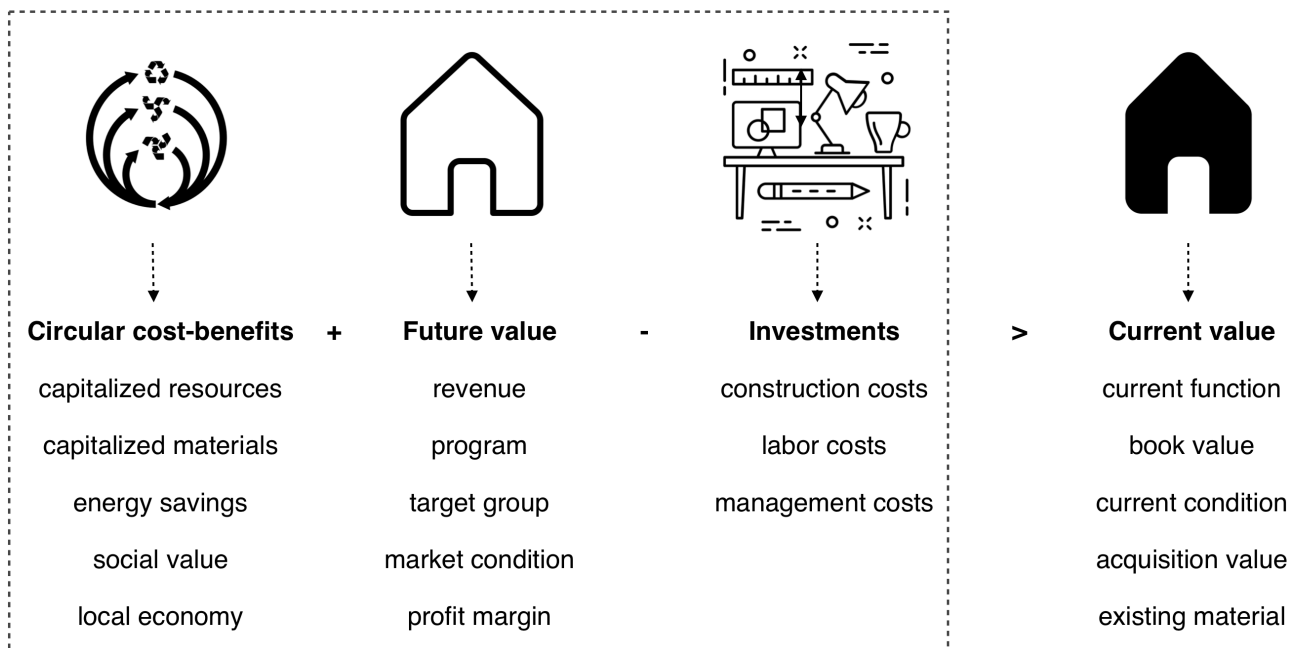 Circular cost-benefits + Future value - Investments > Current value
capitalized resources revenue construction costs current function
capitalized materials program labor costs book value
energy savings target group management costs current condition
social value market condition acquisition value
local economy profit margin existing material